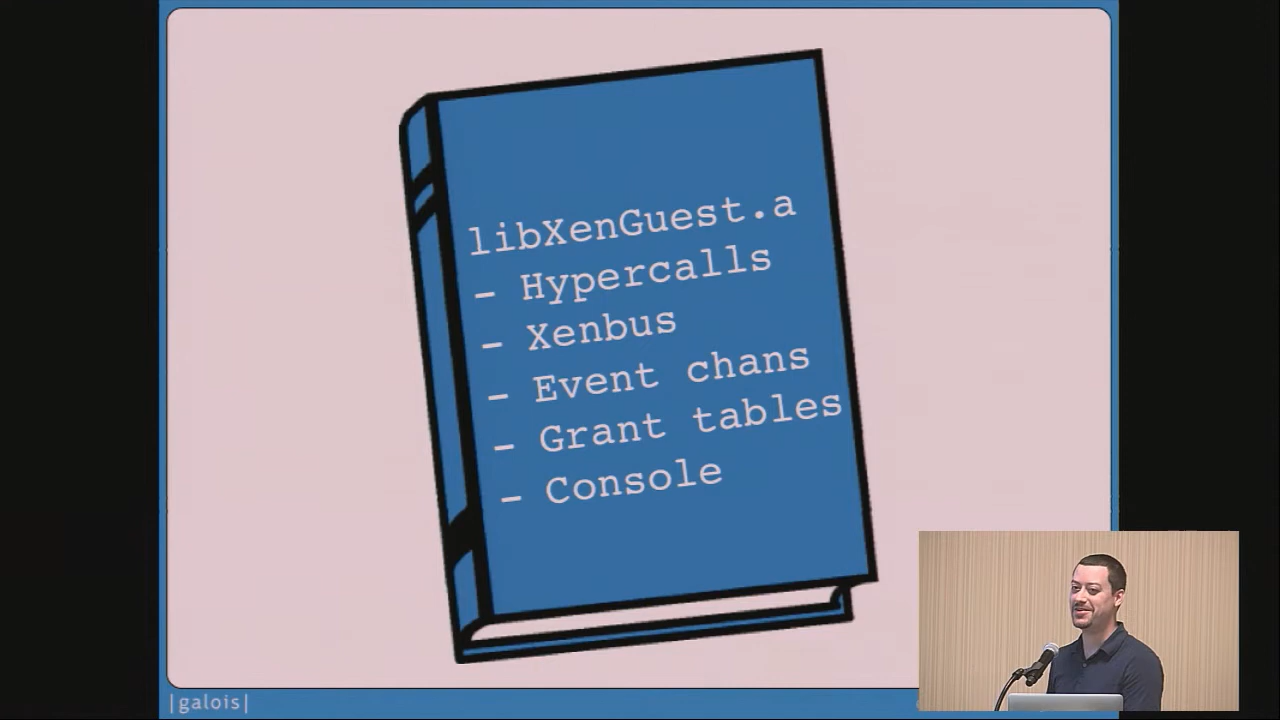 libXenGuest.a
- Hypercalls
- Xenbus
- Event chans
- Grant tables
- Console
|galois|